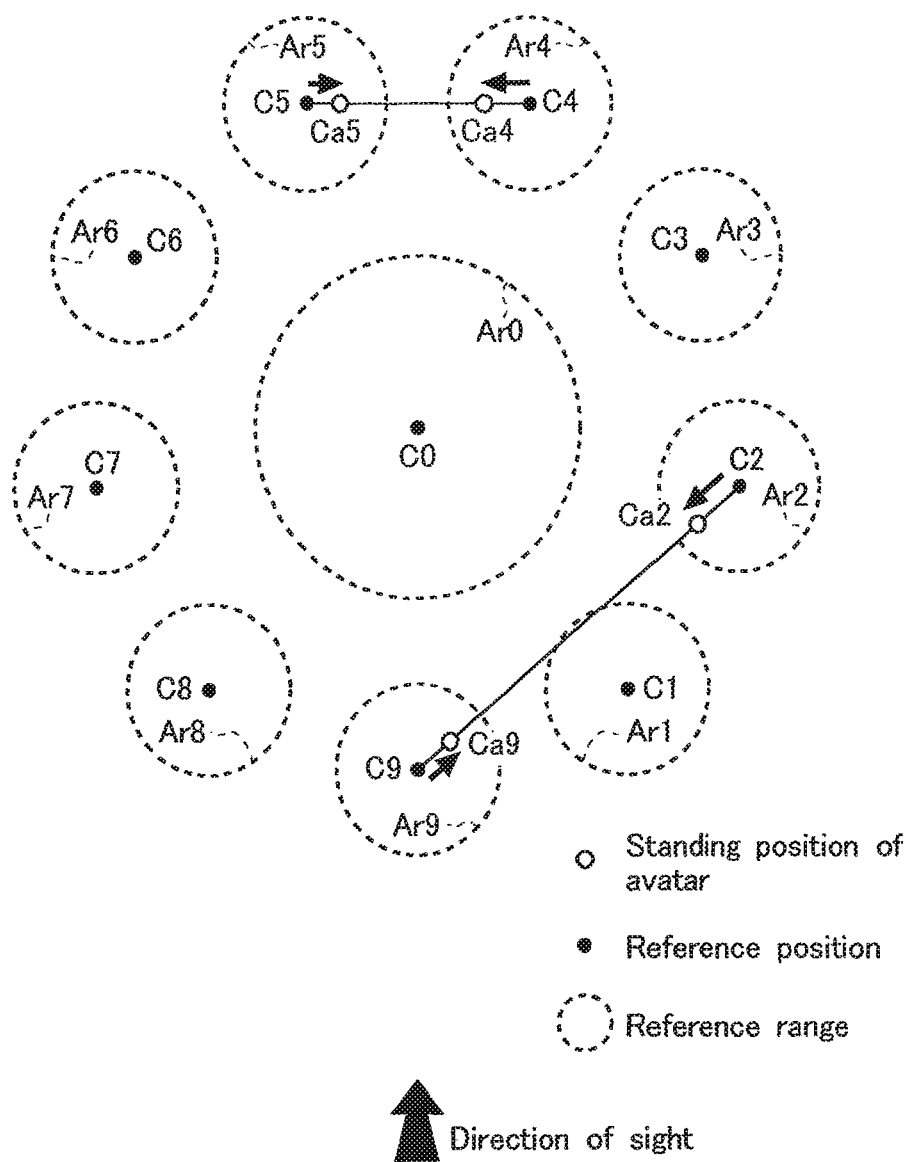 Ar5
Ar4
C5
C4
Ca5
Ca4
Ar6
C6
C3
Ar3
Ar0
C0
C7
C2
Ar7
Ar2
Ca2
C8
C1
Ar8
Ca9
Ar1
C9
Ar9
Standing position of
avatar
Reference position
Reference range
Direction of sight